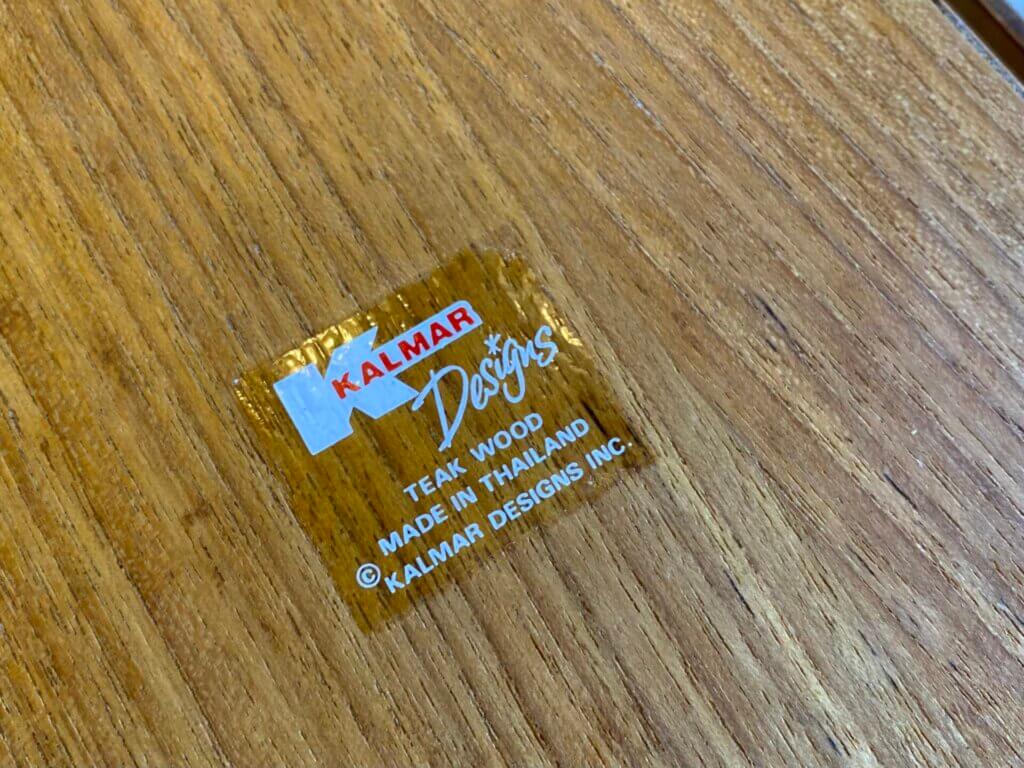 KALMAR
Designs
TEAK WOOD
MADE IN THAILAND
© KALMAR DESIGNS INC.